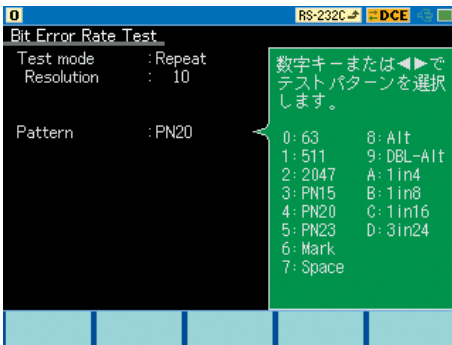 0 RS-232C DCE
Bit Error Rate Test
Test mode :Repeat
Resolution : 10
Pattern :PN20
数字キーまたは◀▶で
テストパターンを選択
します。
0:63 8:Alt
1:511 9:DBL-Alt
2:2047 A:1in4
3:PN15 B:1in8
4:PN20 C:1in16
5:PN23 D:3in24
6:Mark
7:Space